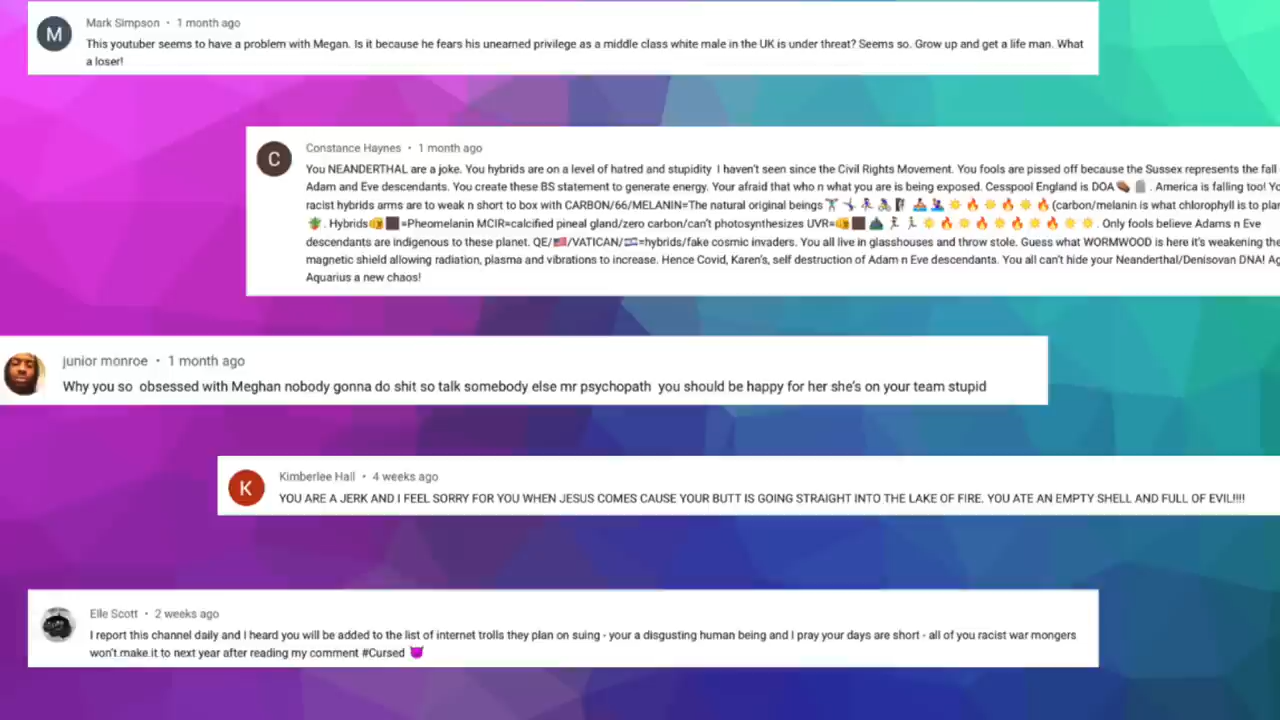 M
Mark Simpson • 1 month ago
This youtuber seems to have a problem with Megan. Is it because he fears his unearned privilege as a middle class white male in the UK is under threat? Seems so. Grow up and get a life man. What
a loser!
C
Constance Haynes • 1 month ago
You NEANDERTHAL are a joke. You hybrids are on a level of hatred and stupidity I haven't seen since the Civil Rights Movement. You fools are pissed off because the Sussex represents the fall
Adam and Eve descendants. You create these BS statement to generate energy. Your afraid that who n what you are is being exposed. Cesspool England is DOA ⚰️ 🪦 . America is falling too!
racist hybrids arms are to weak n short to box with CARBON/66/MELANIN=The natural original beings (carbon/melanin is what chlorophyll is to
. Hybrids =Pheomelanin MCIR=calcified pineal gland/zero carbon/can't photosynthesizes UVR= . Only fools believe Adams n Eve
descendants are indigenous to these planet. QE/🇺🇸/VATICAN/🇮🇱=hybrids/fake cosmic invaders. You all live in glasshouses and throw stole. Guess what WORMWOOD is here it's weakening
magnetic shield allowing radiation, plasma and vibrations to increase. Hence Covid, Karen's, self destruction of Adam n Eve descendants. You all can't hide your Neanderthal/Denisovan DNA!
Aquarius a new chaos!
junior monroe • 1 month ago
Why you so obsessed with Meghan nobody gonna do shit so talk somebody else mr psychopath you should be happy for her she's on your team stupid
K
Kimberlee Hall • 4 weeks ago
YOU ARE A JERK AND I FEEL SORRY FOR YOU WHEN JESUS COMES CAUSE YOUR BUTT IS GOING STRAIGHT INTO THE LAKE OF FIRE. YOU ATE AN EMPTY SHELL AND FULL OF EVIL!!!!
Elle Scott • 2 weeks ago
I report this channel daily and I heard you will be added to the list of internet trolls they plan on suing - your a disgusting human being and I pray your days are short - all of you racist war mongers
won't make it to next year after reading my comment #Cursed 😈